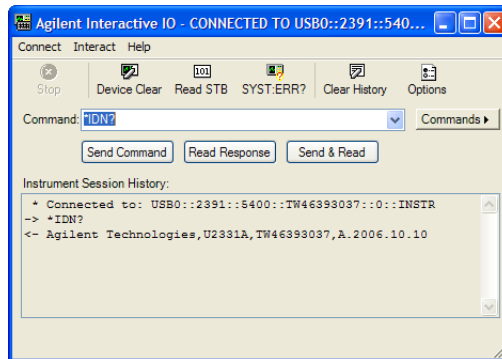 Agilent Interactive IO - CONNECTED TO USB0::2391::5400...
Connect Interact Help
Stop Device Clear Read STB SYST:ERR? Clear History Options
Command: *IDN? Commands
Send Command Read Response Send & Read
Instrument Session History:
* Connected to: USB0::2391::5400::TW46393037::0::INSTR
-> *IDN?
<- Agilent Technologies,U2331A,TW46393037,A.2006.10.10